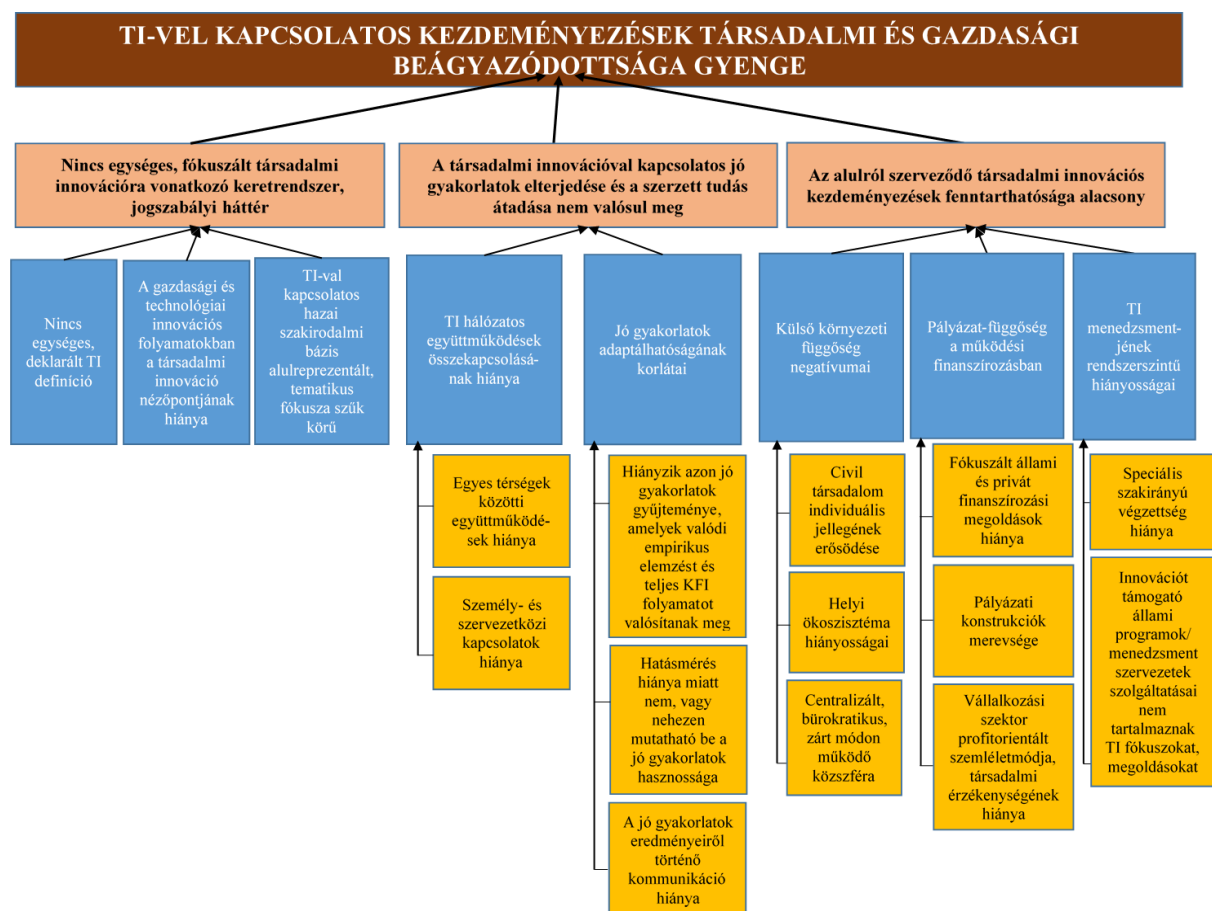 TI-VEL KAPCSOLATOS KEZDEMÉNYEZÉSEK TÁRSADALMI ÉS GAZDASÁGI
BEÁGYAZÓDOTTSÁGA GYENGE
Nincs egységes, fókuszált társadalmi
innovációra vonatkozó keretrendszer,
jogszabályi háttér
A társadalmi innovációval kapcsolatos jó
gyakorlatok elterjedése és a szerzett tudás
átadása nem valósul meg
Az alulról szerveződő társadalmi innovációs
kezdeményezések fenntarthatósága alacsony
Nincs
egységes,
deklarált TI
definíció
A gazdasági és
technológiai
innovációs
folyamatokban
a társadalmi
innováció
nézőpontjának
hiánya
TI-val
kapcsolatos
hazai
szakirodalmi
bázis
alulreprezentált,
tematikus
fókusza szűk
körű
TI hálózatos
együttműködések
összekapcsolásá-
nak hiánya
Jó gyakorlatok
adaptálhatóságának
korlátai
Külső környezeti
függőség
negatívumai
Pályázat-függőség
a működési
finanszírozásban
TI
menedzsment-
jének
rendszerszintű
hiányosságai
Egyes térségek
közötti
együttműködé-
sek hiánya
Személy- és
szervezetközi
kapcsolatok
hiánya
Hiányzik azon jó
gyakorlatok
gyűjteménye,
amelyek valódi
empirikus
elemzést és
teljes KFI
folyamatot
valósítanak meg
Hatásmérés
hiánya miatt
nem, vagy
nehezen
mutatható be a
jó gyakorlatok
hasznossága
A jó gyakorlatok
eredményeiről
történő
kommunikáció
hiánya
Civil
társadalom
individuális
jellegének
erősödése
Helyi
ökoszisztéma
hiányosságai
Centralizált,
bürokratikus,
zárt módon
működő
közszféra
Fókuszált állami
és privát
finanszírozási
megoldások
hiánya
Pályázati
konstrukciók
merevsége
Vállalkozási
szektor
profitorientált
szemléletmódja,
társadalmi
érzékenységének
hiánya
Speciális
szakirányú
végzettség
hiánya
Innovációt
támogató
állami
programok/
menedzsment
szervezetek
szolgáltatásai
nem
tartalmaznak
TI fókuszokat,
megoldásokat